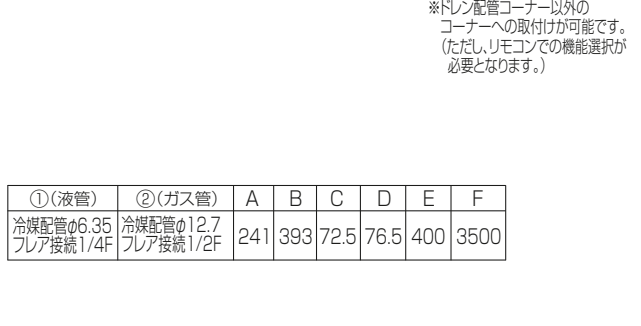 ※ドレン配管コーナー以外の
コーナーへの取付けが可能です。
(ただし、リモコンでの機能選択が
必要となります。)
①(液管) ②(ガス管) A B C D E F
冷媒配管φ6.35 冷媒配管φ12.7 241 393 72.5 76.5 400 3500
フレア接続1/4F フレア接続1/2F